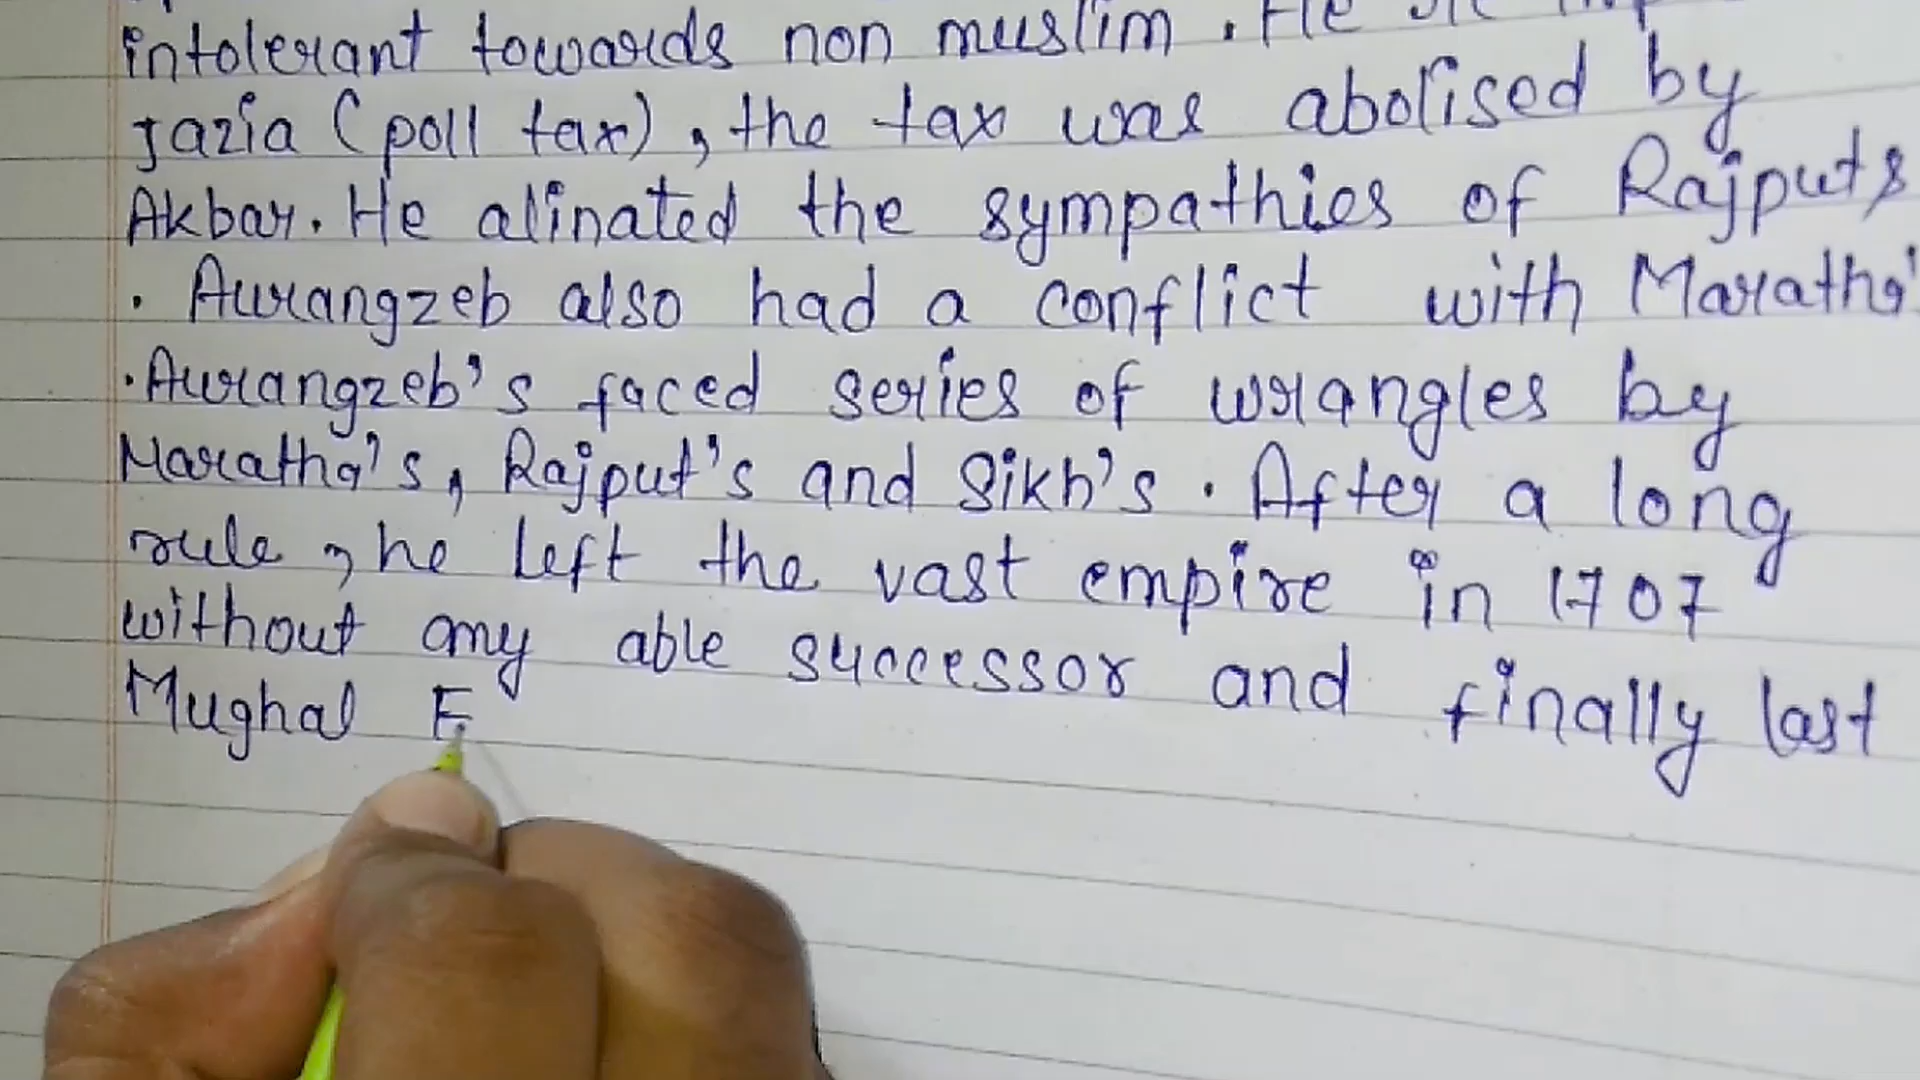 intolerant towards non muslim. He
Jazia (poll tax), the tax was abolised by
Akbar. He alinated the sympathies of Rajputs
• Aurangzeb also had a conflict with Maratha's
• Aurangzeb's faced series of wrangles by
Maratha's, Rajput's and Sikh's. After a long
rule, he left the vast empire in 1707
without any able successor and finally last
Mughal E